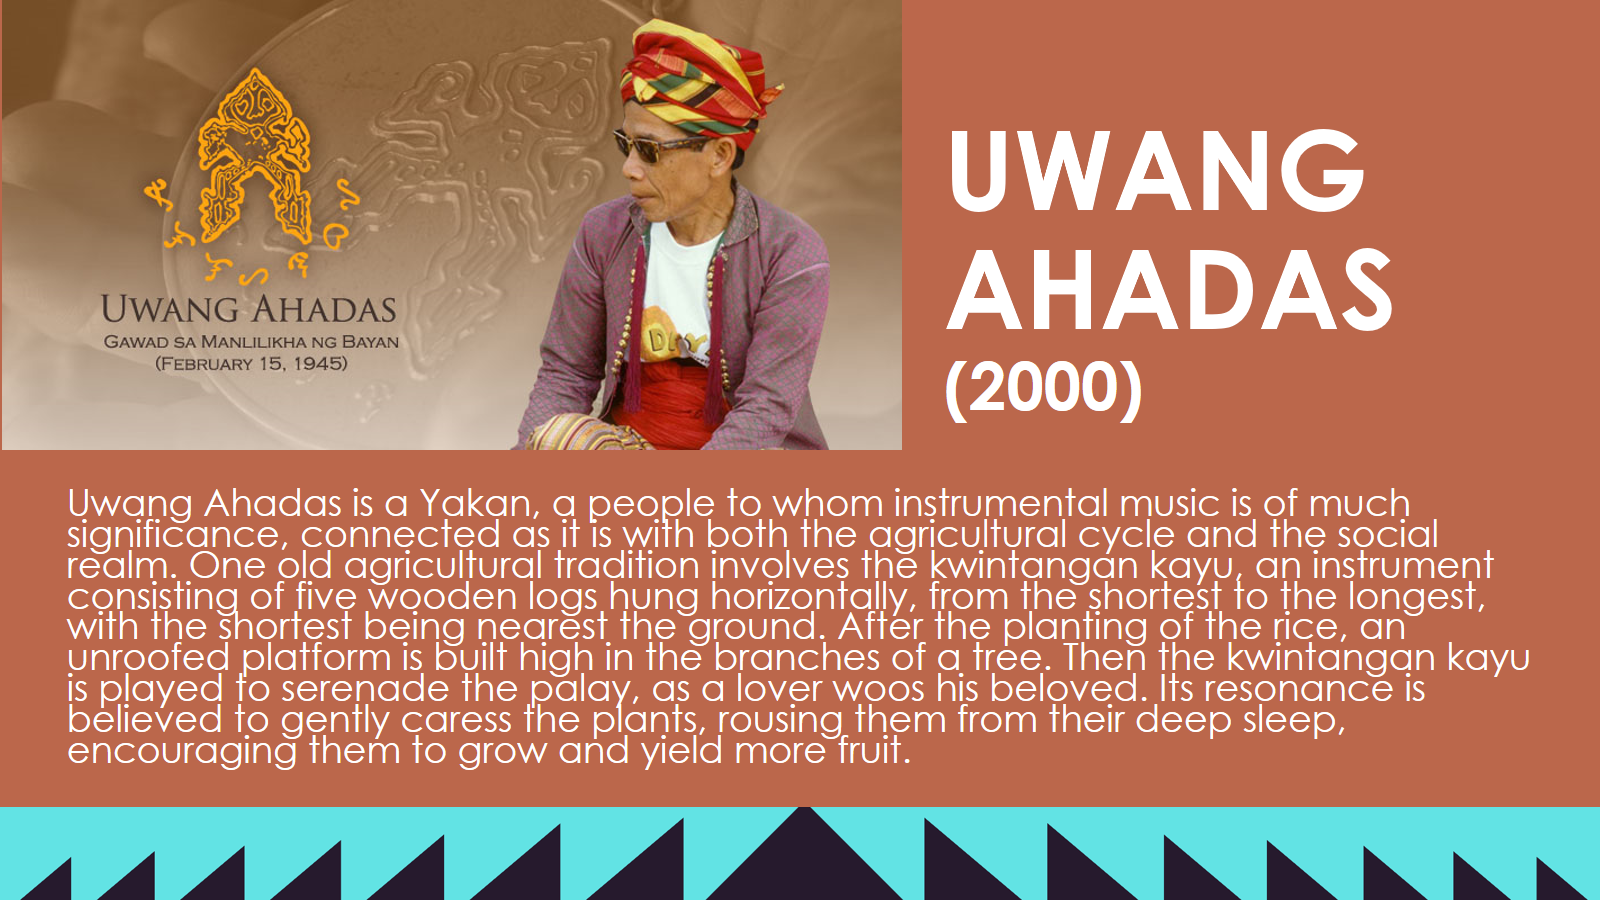 UWANG AHADAS
GAWAD SA MANLILIKHA NG BAYAN
(FEBRUARY 15, 1945)
UWANG
AHADAS
(2000)
Uwang Ahadas is a Yakan, a people to whom instrumental music is of much
significance, connected as it is with both the agricultural cycle and the social
realm. One old agricultural tradition involves the kwintangan kayu, an instrument
consisting of five wooden logs hung horizontally, from the shortest to the longest,
with the shortest being nearest the ground. After the planting of the rice, an
unroofed platform is built high in the branches of a tree. Then the kwintangan kayu
is played to serenade the palay, as a lover woos his beloved. Its resonance is
believed to gently caress the plants, rousing them from their deep sleep,
encouraging them to grow and yield more fruit.